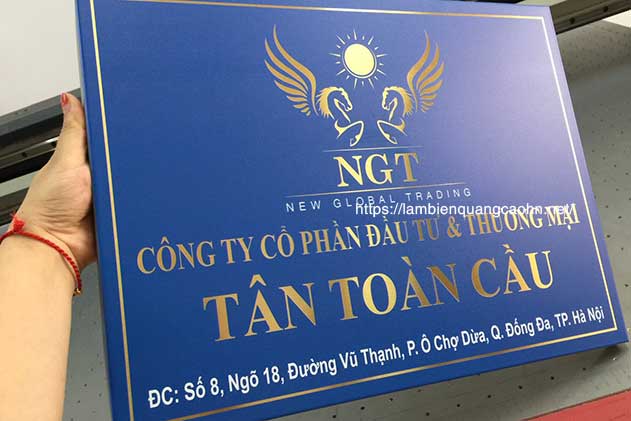 NGT
NEW GLOBAL TRADING
https://lambienquangcaohn.net/
CÔNG TY CỔ PHẦN ĐẦU TƯ & THƯƠNG MẠI
TÂN TOÀN CẦU
ĐC: Số 8, Ngõ 18, Đường Vũ Thạnh, P. Ô Chợ Dừa, Q. Đống Đa, TP. Hà Nội